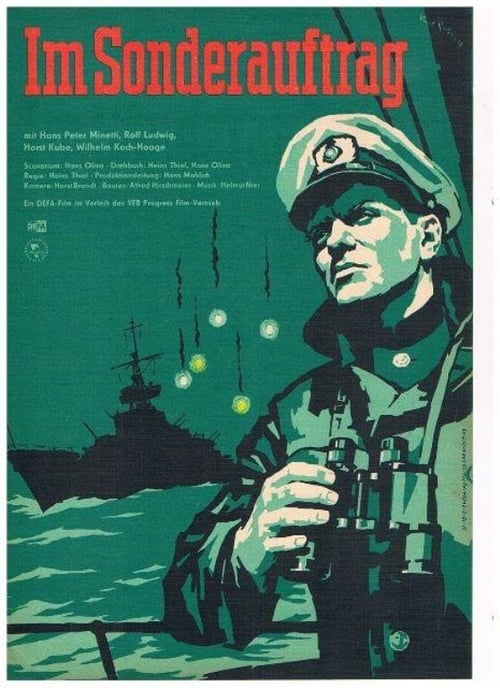 Im Sonderauftrag
mit Hans Peter Minetti, Rolf Ludwig,
Horst Kube, Wilhelm Koch-Hooge
Szenarium: Hans Oliva · Drehbuch: Heinz Thiel, Hans Oliva
Regie: Heinz Thiel · Produktionsleitung: Hans Mahlich
Kamera: Horst Brandt · Bauten: Alfred Hirschmeier · Musik: Helmut Nier
Ein DEFA-Film im Verleih des VEB Progress Film-Vertrieb